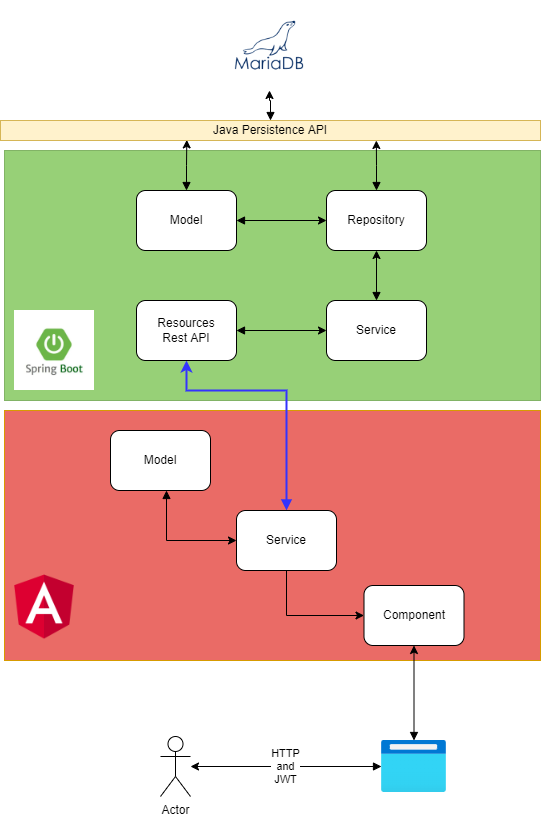 MariaDB
Java Persistence API
Model
Repository
Resources
Rest API
Service
Spring Boot
Model
Service
Component
HTTP
and
JWT
Actor